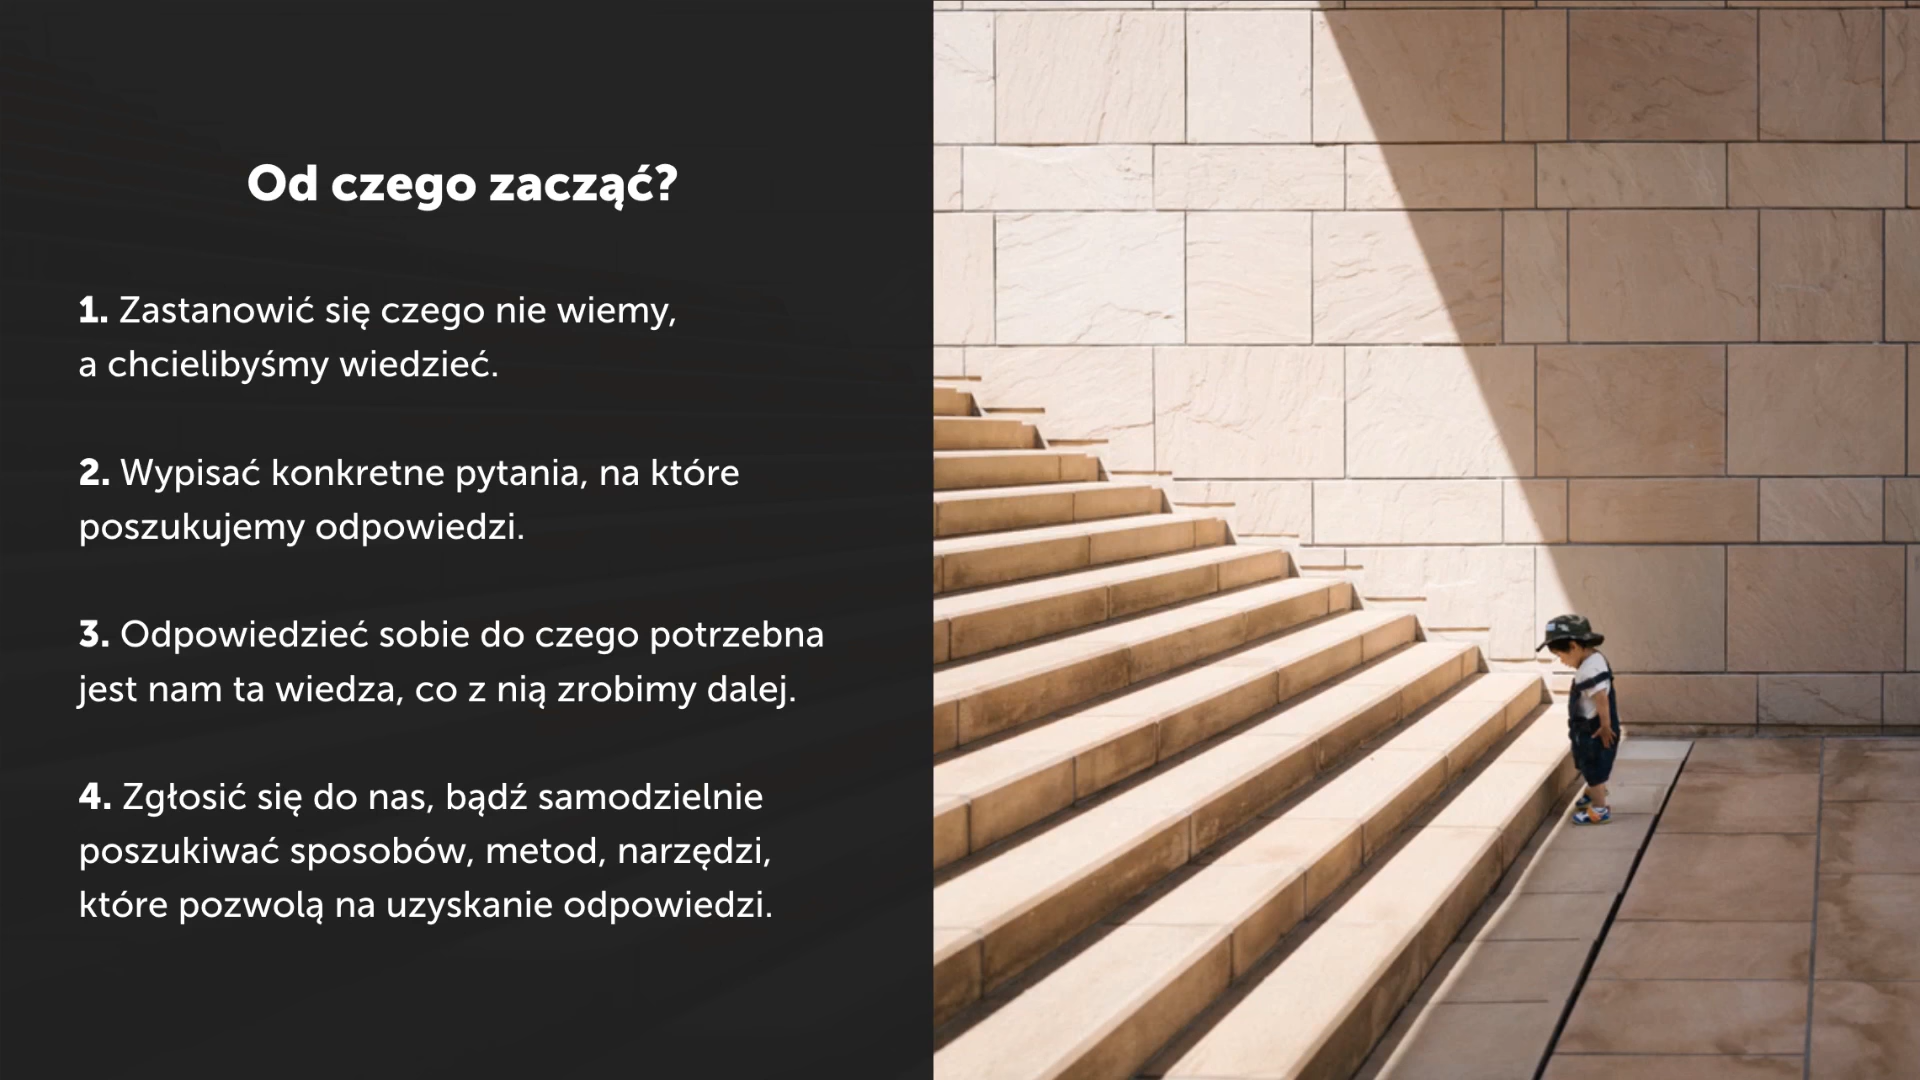 Od czego zacząć?
1. Zastanowić się czego nie wiemy,
a chcielibyśmy wiedzieć.
2. Wypisać konkretne pytania, na które
poszukujemy odpowiedzi.
3. Odpowiedzieć sobie do czego potrzebna
jest nam ta wiedza, co z nią zrobimy dalej.
4. Zgłosić się do nas, bądź samodzielnie
poszukiwać sposobów, metod, narzędzi,
które pozwolą na uzyskanie odpowiedzi.